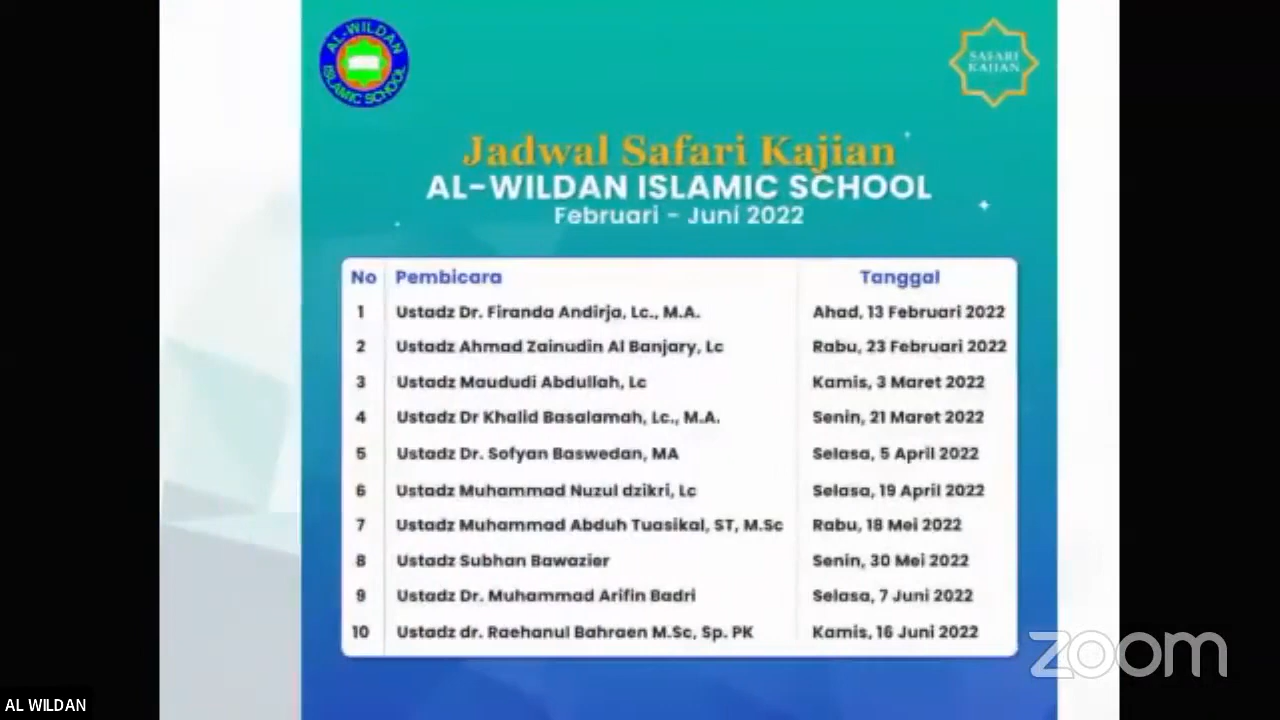 AL-WILDAN
ISLAMIC SCHOOL
SAFARI
KAJIAN
Jadwal Safari Kajian
AL-WILDAN ISLAMIC SCHOOL
Februari - Juni 2022
No Pembicara Tanggal
1 Ustadz Dr. Firanda Andirja, Lc., M.A. Ahad, 13 Februari 2022
2 Ustadz Ahmad Zainudin Al Banjary, Lc Rabu, 23 Februari 2022
3 Ustadz Maududi Abdullah, Lc Kamis, 3 Maret 2022
4 Ustadz Dr Khalid Basalamah, Lc., M.A. Senin, 21 Maret 2022
5 Ustadz Dr. Sofyan Baswedan, MA Selasa, 5 April 2022
6 Ustadz Muhammad Nuzul dzikri, Lc Selasa, 19 April 2022
7 Ustadz Muhammad Abduh Tuasikal, ST, M.Sc Rabu, 18 Mei 2022
8 Ustadz Subhan Bawazier Senin, 30 Mei 2022
9 Ustadz Dr. Muhammad Arifin Badri Selasa, 7 Juni 2022
10 Ustadz dr. Raehanul Bahraen M.Sc, Sp. PK Kamis, 16 Juni 2022
zoom
AL WILDAN